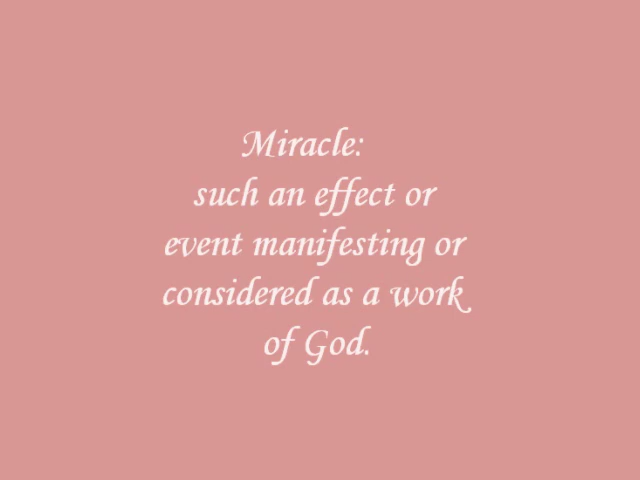 Miracle:
such an effect or
event manifesting or
considered as a work
of God.